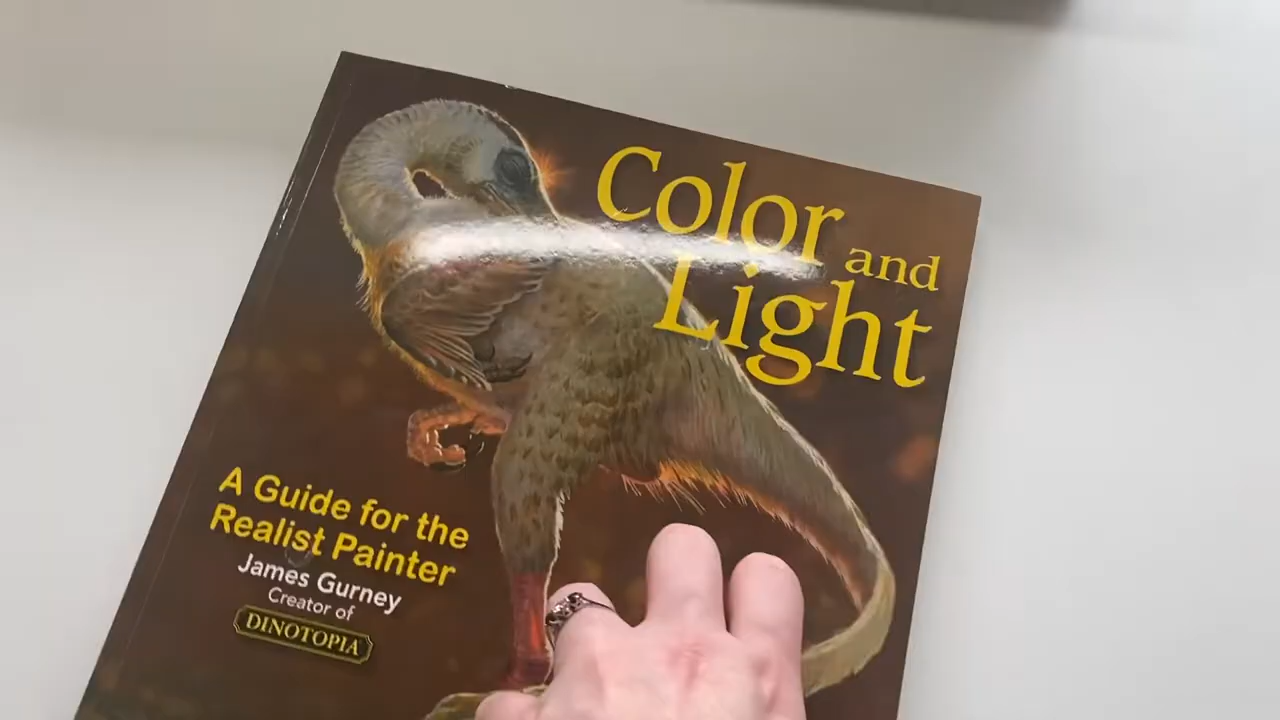 Color and
Light
A Guide for the
Realist Painter
James Gurney
Creator of
DINOTOPIA